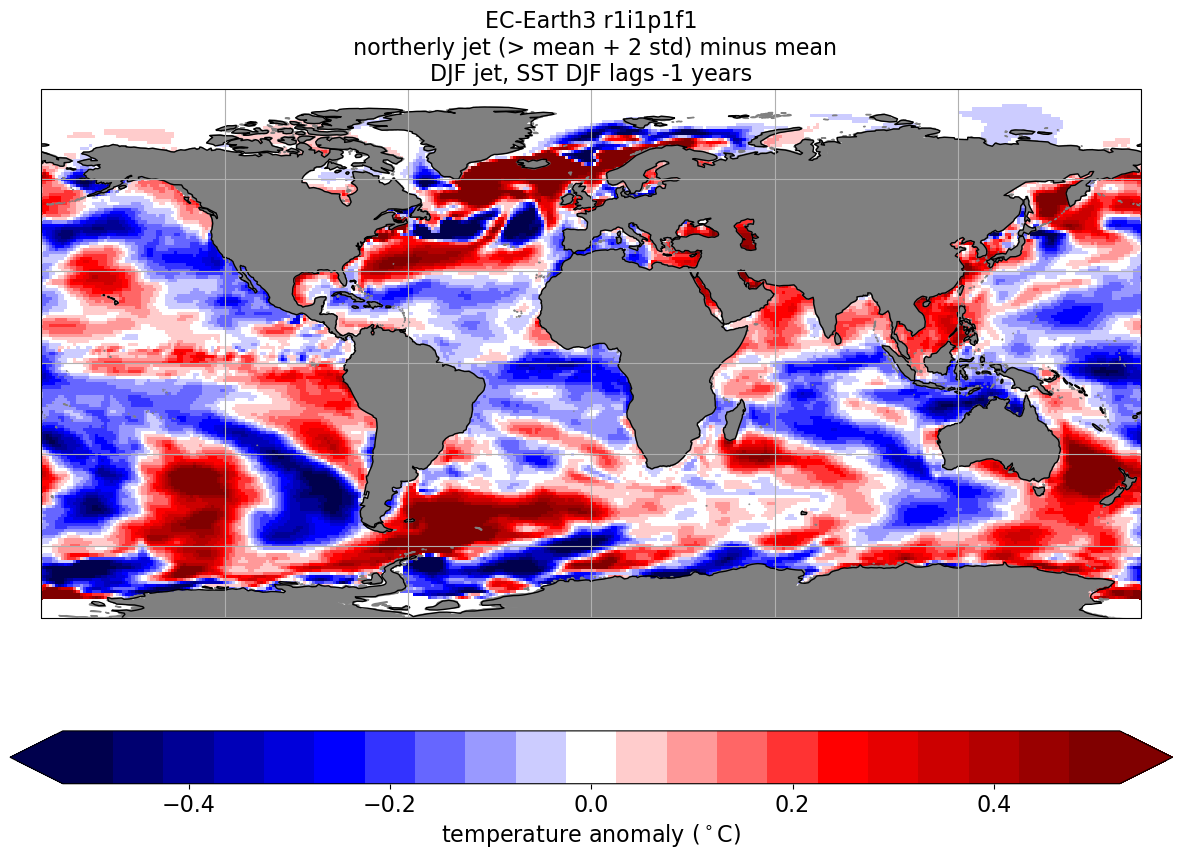 EC-Earth3 r1i1p1f1
northerly jet (> mean + 2 std) minus mean
DJF jet, SST DJF lags -1 years
−0.4 −0.2 0.0 0.2 0.4
temperature anomaly (°C)